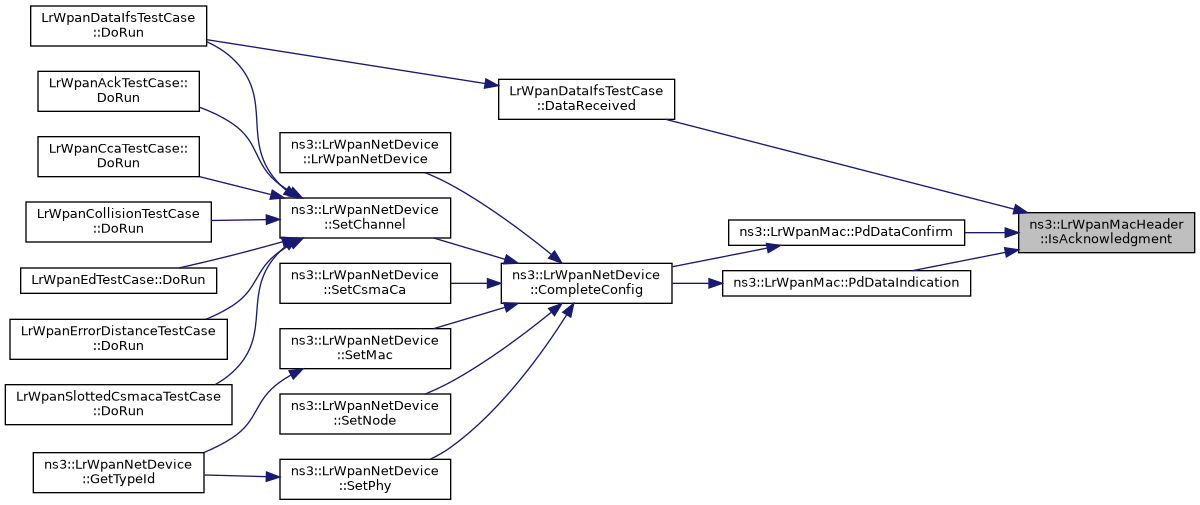 LrWpanDataIfsTestCase
::DoRun
LrWpanAckTestCase::
DoRun
LrWpanCcaTestCase::
DoRun
LrWpanCollisionTestCase
::DoRun
LrWpanEdTestCase::DoRun
LrWpanErrorDistanceTestCase
::DoRun
LrWpanSlottedCsmacaTestCase
::DoRun
ns3::LrWpanNetDevice
::GetTypeId
ns3::LrWpanNetDevice
::LrWpanNetDevice
ns3::LrWpanNetDevice
::SetChannel
ns3::LrWpanNetDevice
::SetCsmaCa
ns3::LrWpanNetDevice
::SetMac
ns3::LrWpanNetDevice
::SetNode
ns3::LrWpanNetDevice
::SetPhy
LrWpanDataIfsTestCase
::DataReceived
ns3::LrWpanNetDevice
::CompleteConfig
ns3::LrWpanMac::PdDataConfirm
ns3::LrWpanMac::PdDataIndication
ns3::LrWpanMacHeader
::IsAcknowledgment